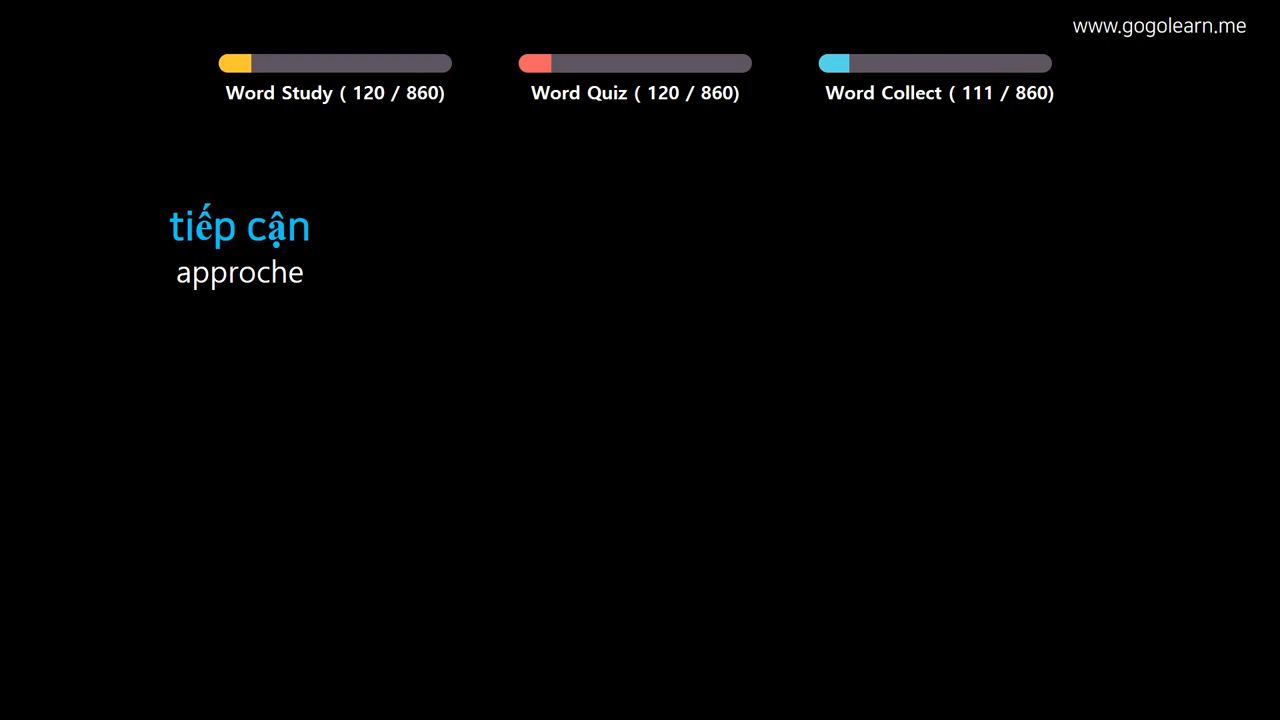 www.gogolearn.me
Word Study ( 120 / 860)
Word Quiz ( 120 / 860)
Word Collect ( 111 / 860)
tiếp cận
approche